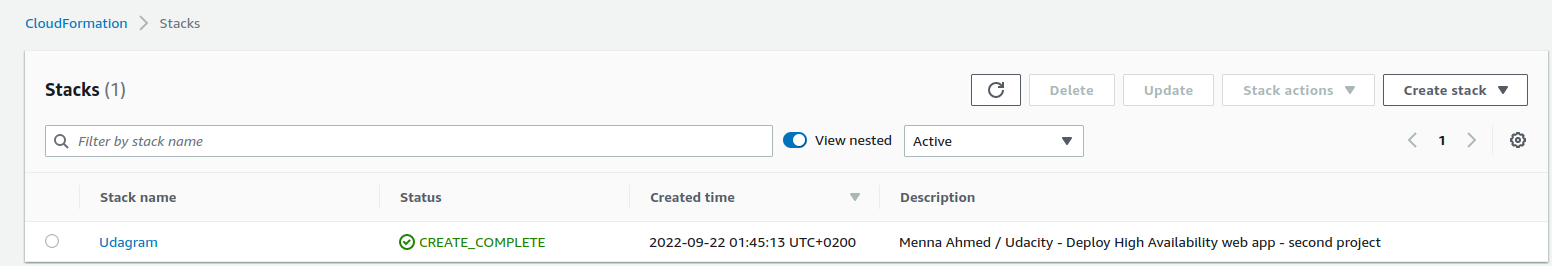 CloudFormation > Stacks
Stacks (1)
Delete Update Stack actions Create stack
Filter by stack name View nested Active 1
Stack name Status Created time Description
Udagram CREATE_COMPLETE 2022-09-22 01:45:13 UTC+0200 Menna Ahmed / Udacity - Deploy High Availability web app - second project